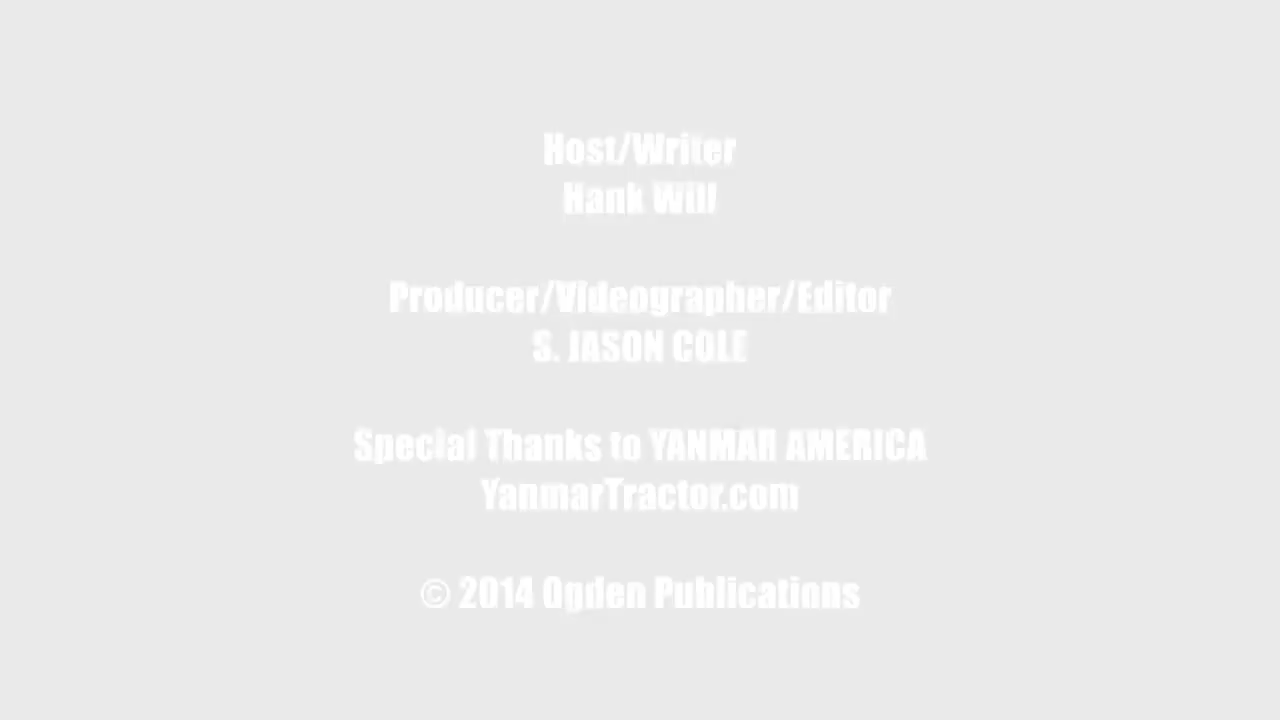 Host/Writer
Hank Will
Producer/Videographer/Editor
S. JASON COLE
Special Thanks to YANMAR AMERICA
YanmarTractor.com
© 2014 Ogden Publications